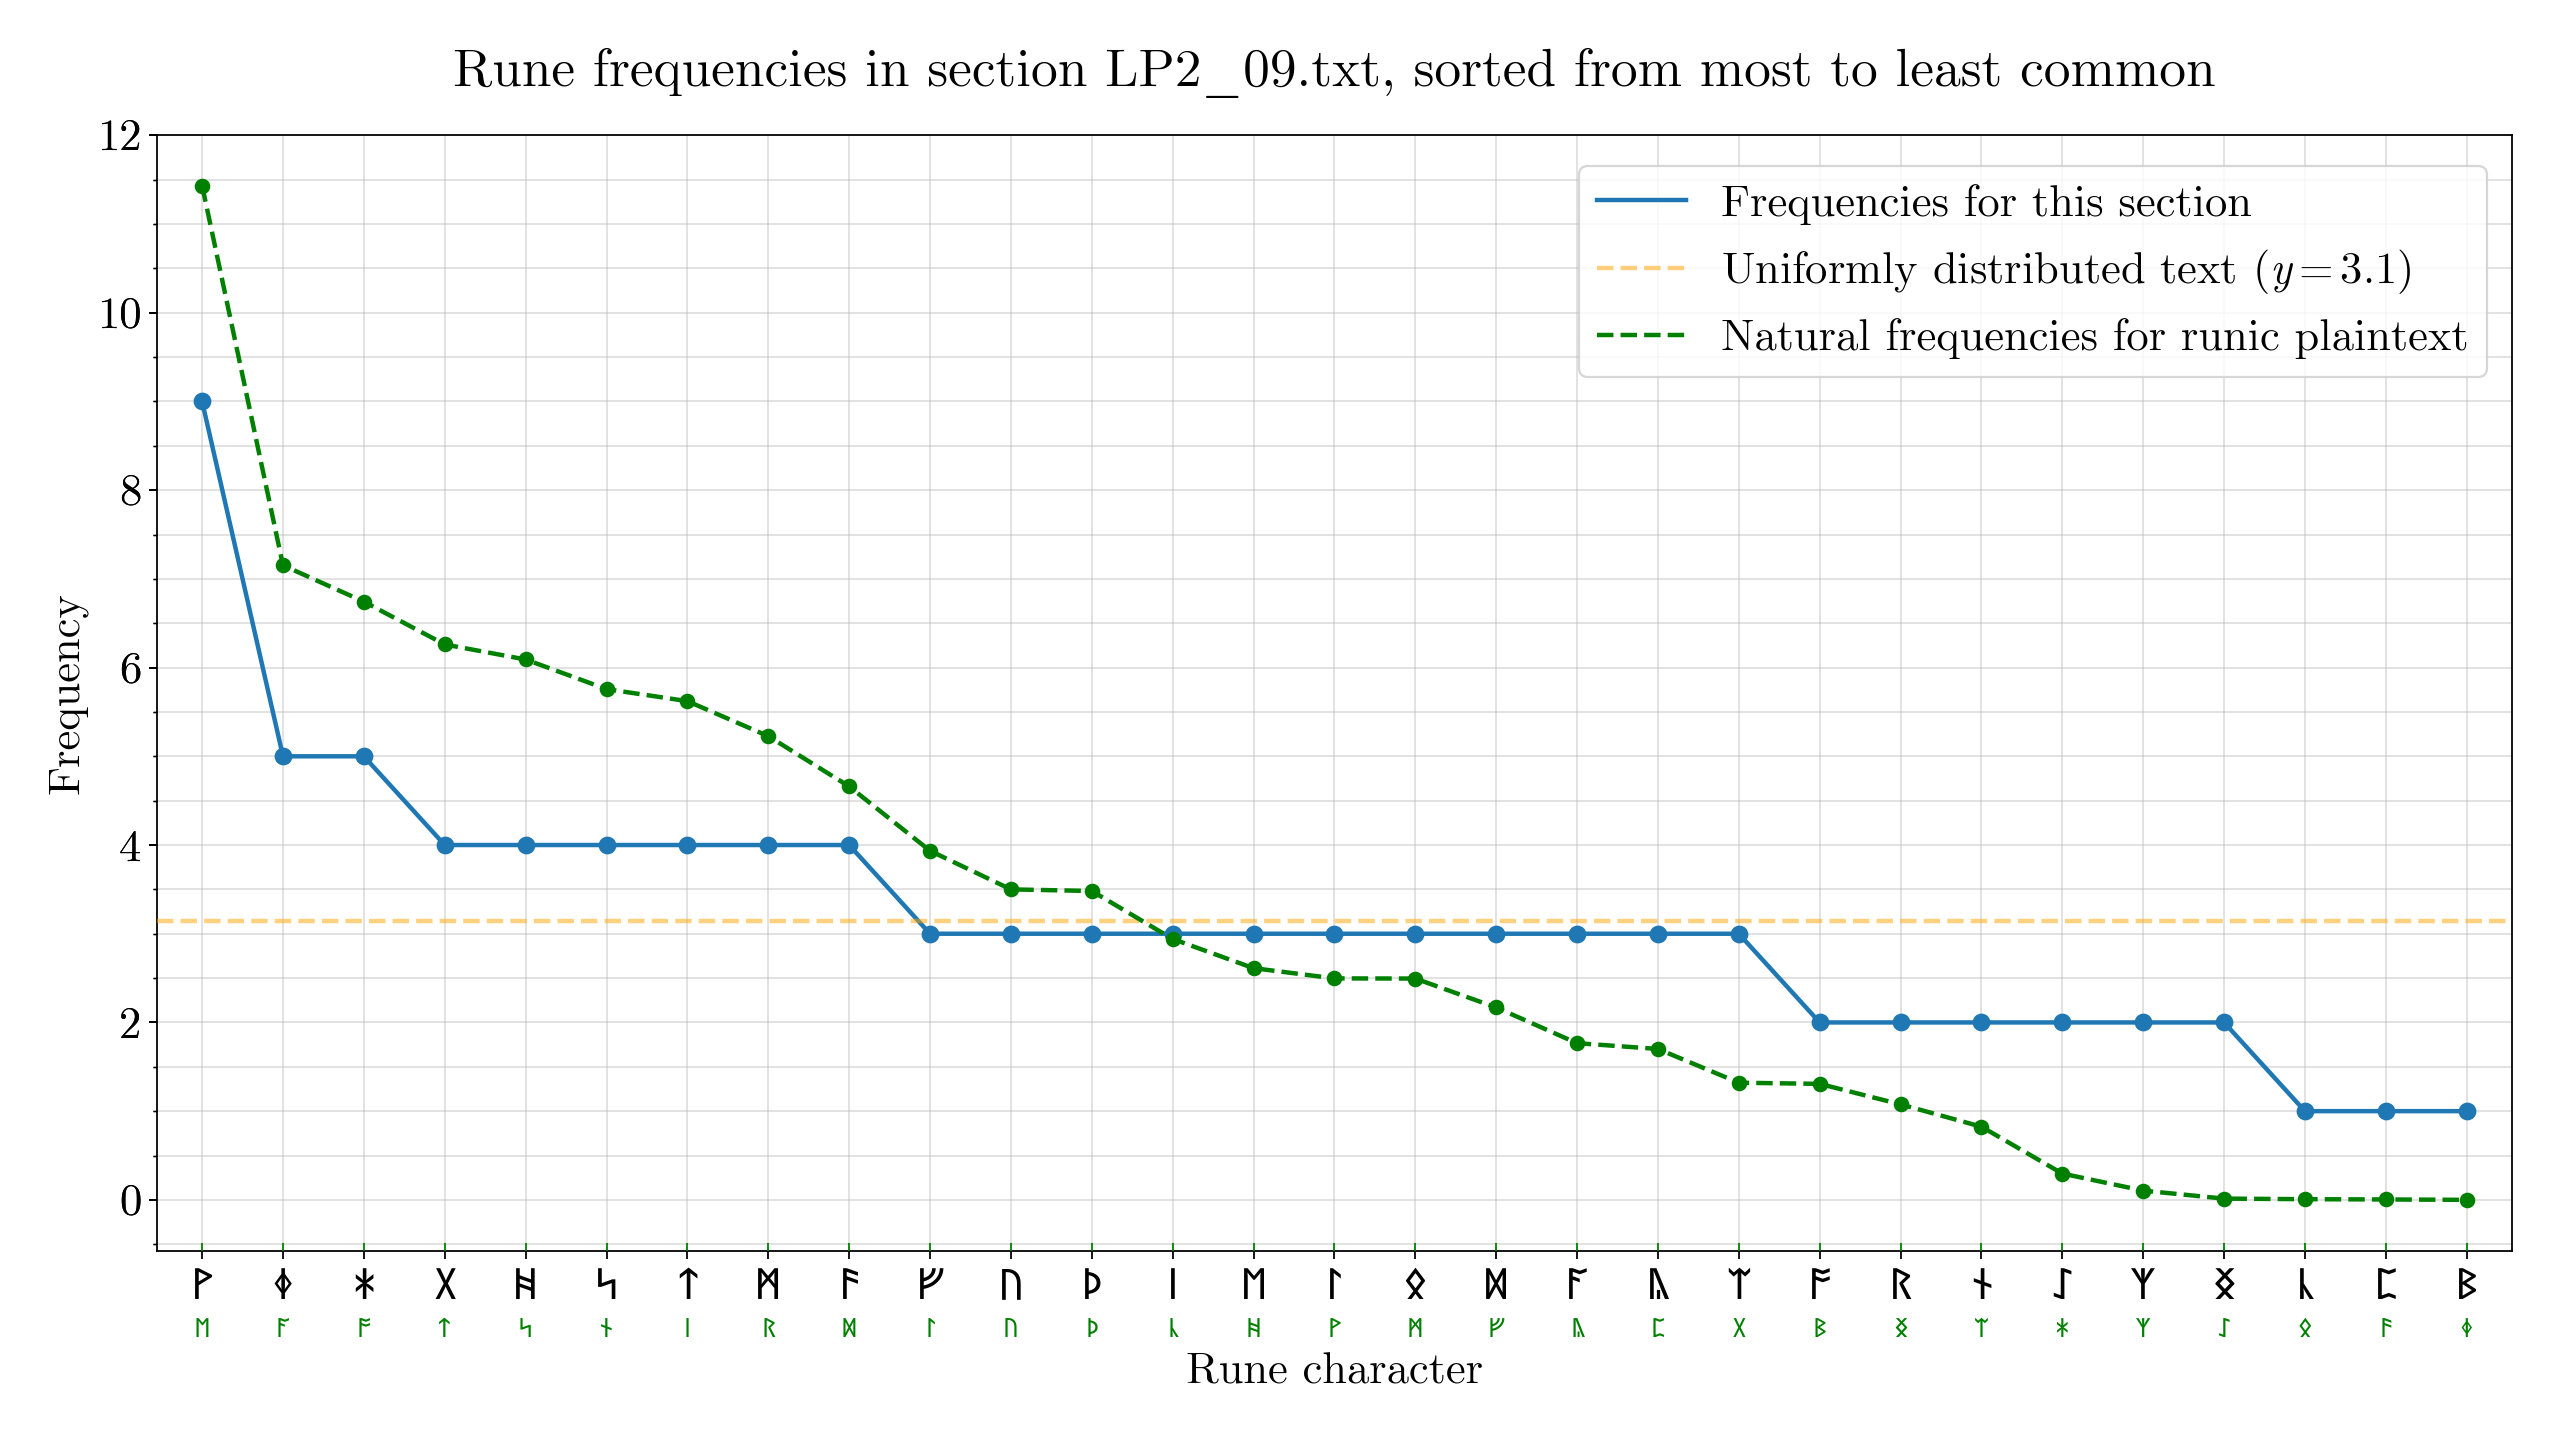 Rune frequencies in section LP2_09.txt, sorted from most to least common
12
10
8
6
4
2
0
Frequency
Frequencies for this section
Uniformly distributed text (y = 3.1)
Natural frequencies for runic plaintext
ᚹ ᛄ ᛡ ᚷ ᚻ ᛋ ᛏ ᛗ ᚫ ᚠ ᚢ ᚦ ᛁ ᛖ ᛚ ᛟ ᛞ ᚪ ᚣ ᛠ ᚩ ᚱ ᚾ ᛇ ᛉ ᛝ ᚳ ᛈ ᛒ
ᛖ ᚪ ᚩ ᛏ ᛋ ᚾ ᛁ ᚱ ᛞ ᛚ ᚢ ᚦ ᚳ ᚻ ᚹ ᛗ ᚠ ᚣ ᛈ ᚷ ᛒ ᛝ ᛠ ᛡ ᛉ ᛇ ᛟ ᚫ ᛄ
Rune character